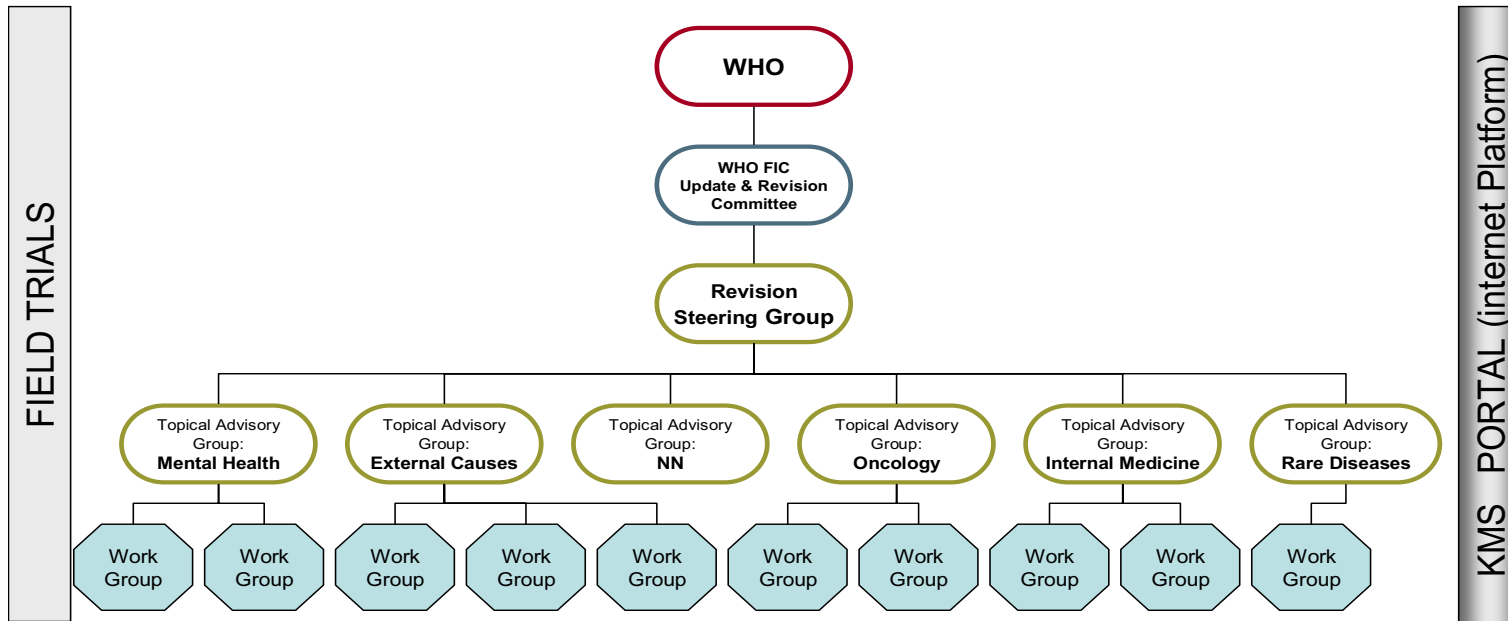 FIELD TRIALS
WHO
WHO FIC
Update & Revision
Committee
Revision
Steering Group
Topical Advisory
Group:
Mental Health
Topical Advisory
Group:
External Causes
Topical Advisory
Group:
NN
Topical Advisory
Group:
Oncology
Topical Advisory
Group:
Internal Medicine
Topical Advisory
Group:
Rare Diseases
Work
Group
Work
Group
Work
Group
Work
Group
Work
Group
Work
Group
Work
Group
Work
Group
Work
Group
Work
Group
KMS PORTAL (internet Platform)